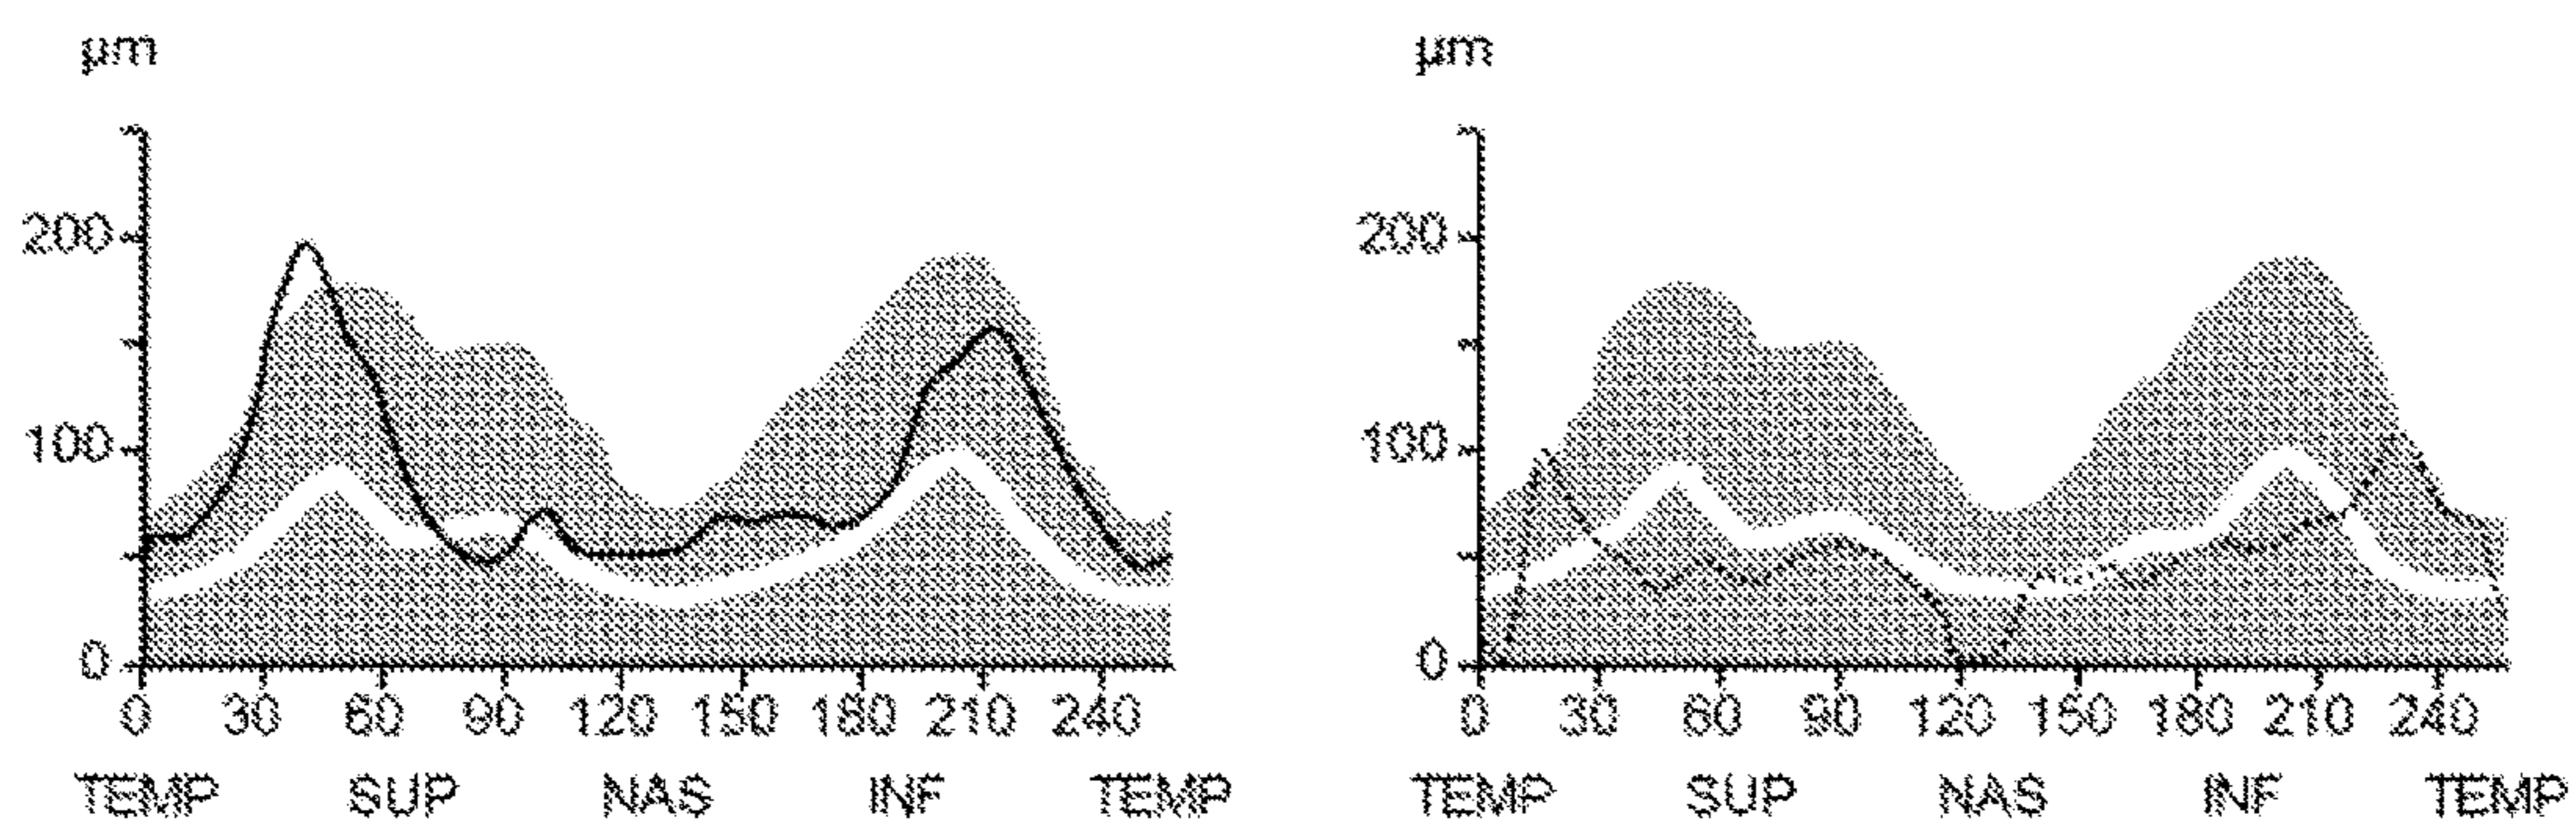 µm µm
200 200
100 100
0 0
0 30 60 90 120 150 180 210 240 0 30 60 90 120 150 180 210 240
TEMP SUP NAS INF TEMP TEMP SUP NAS INF TEMP